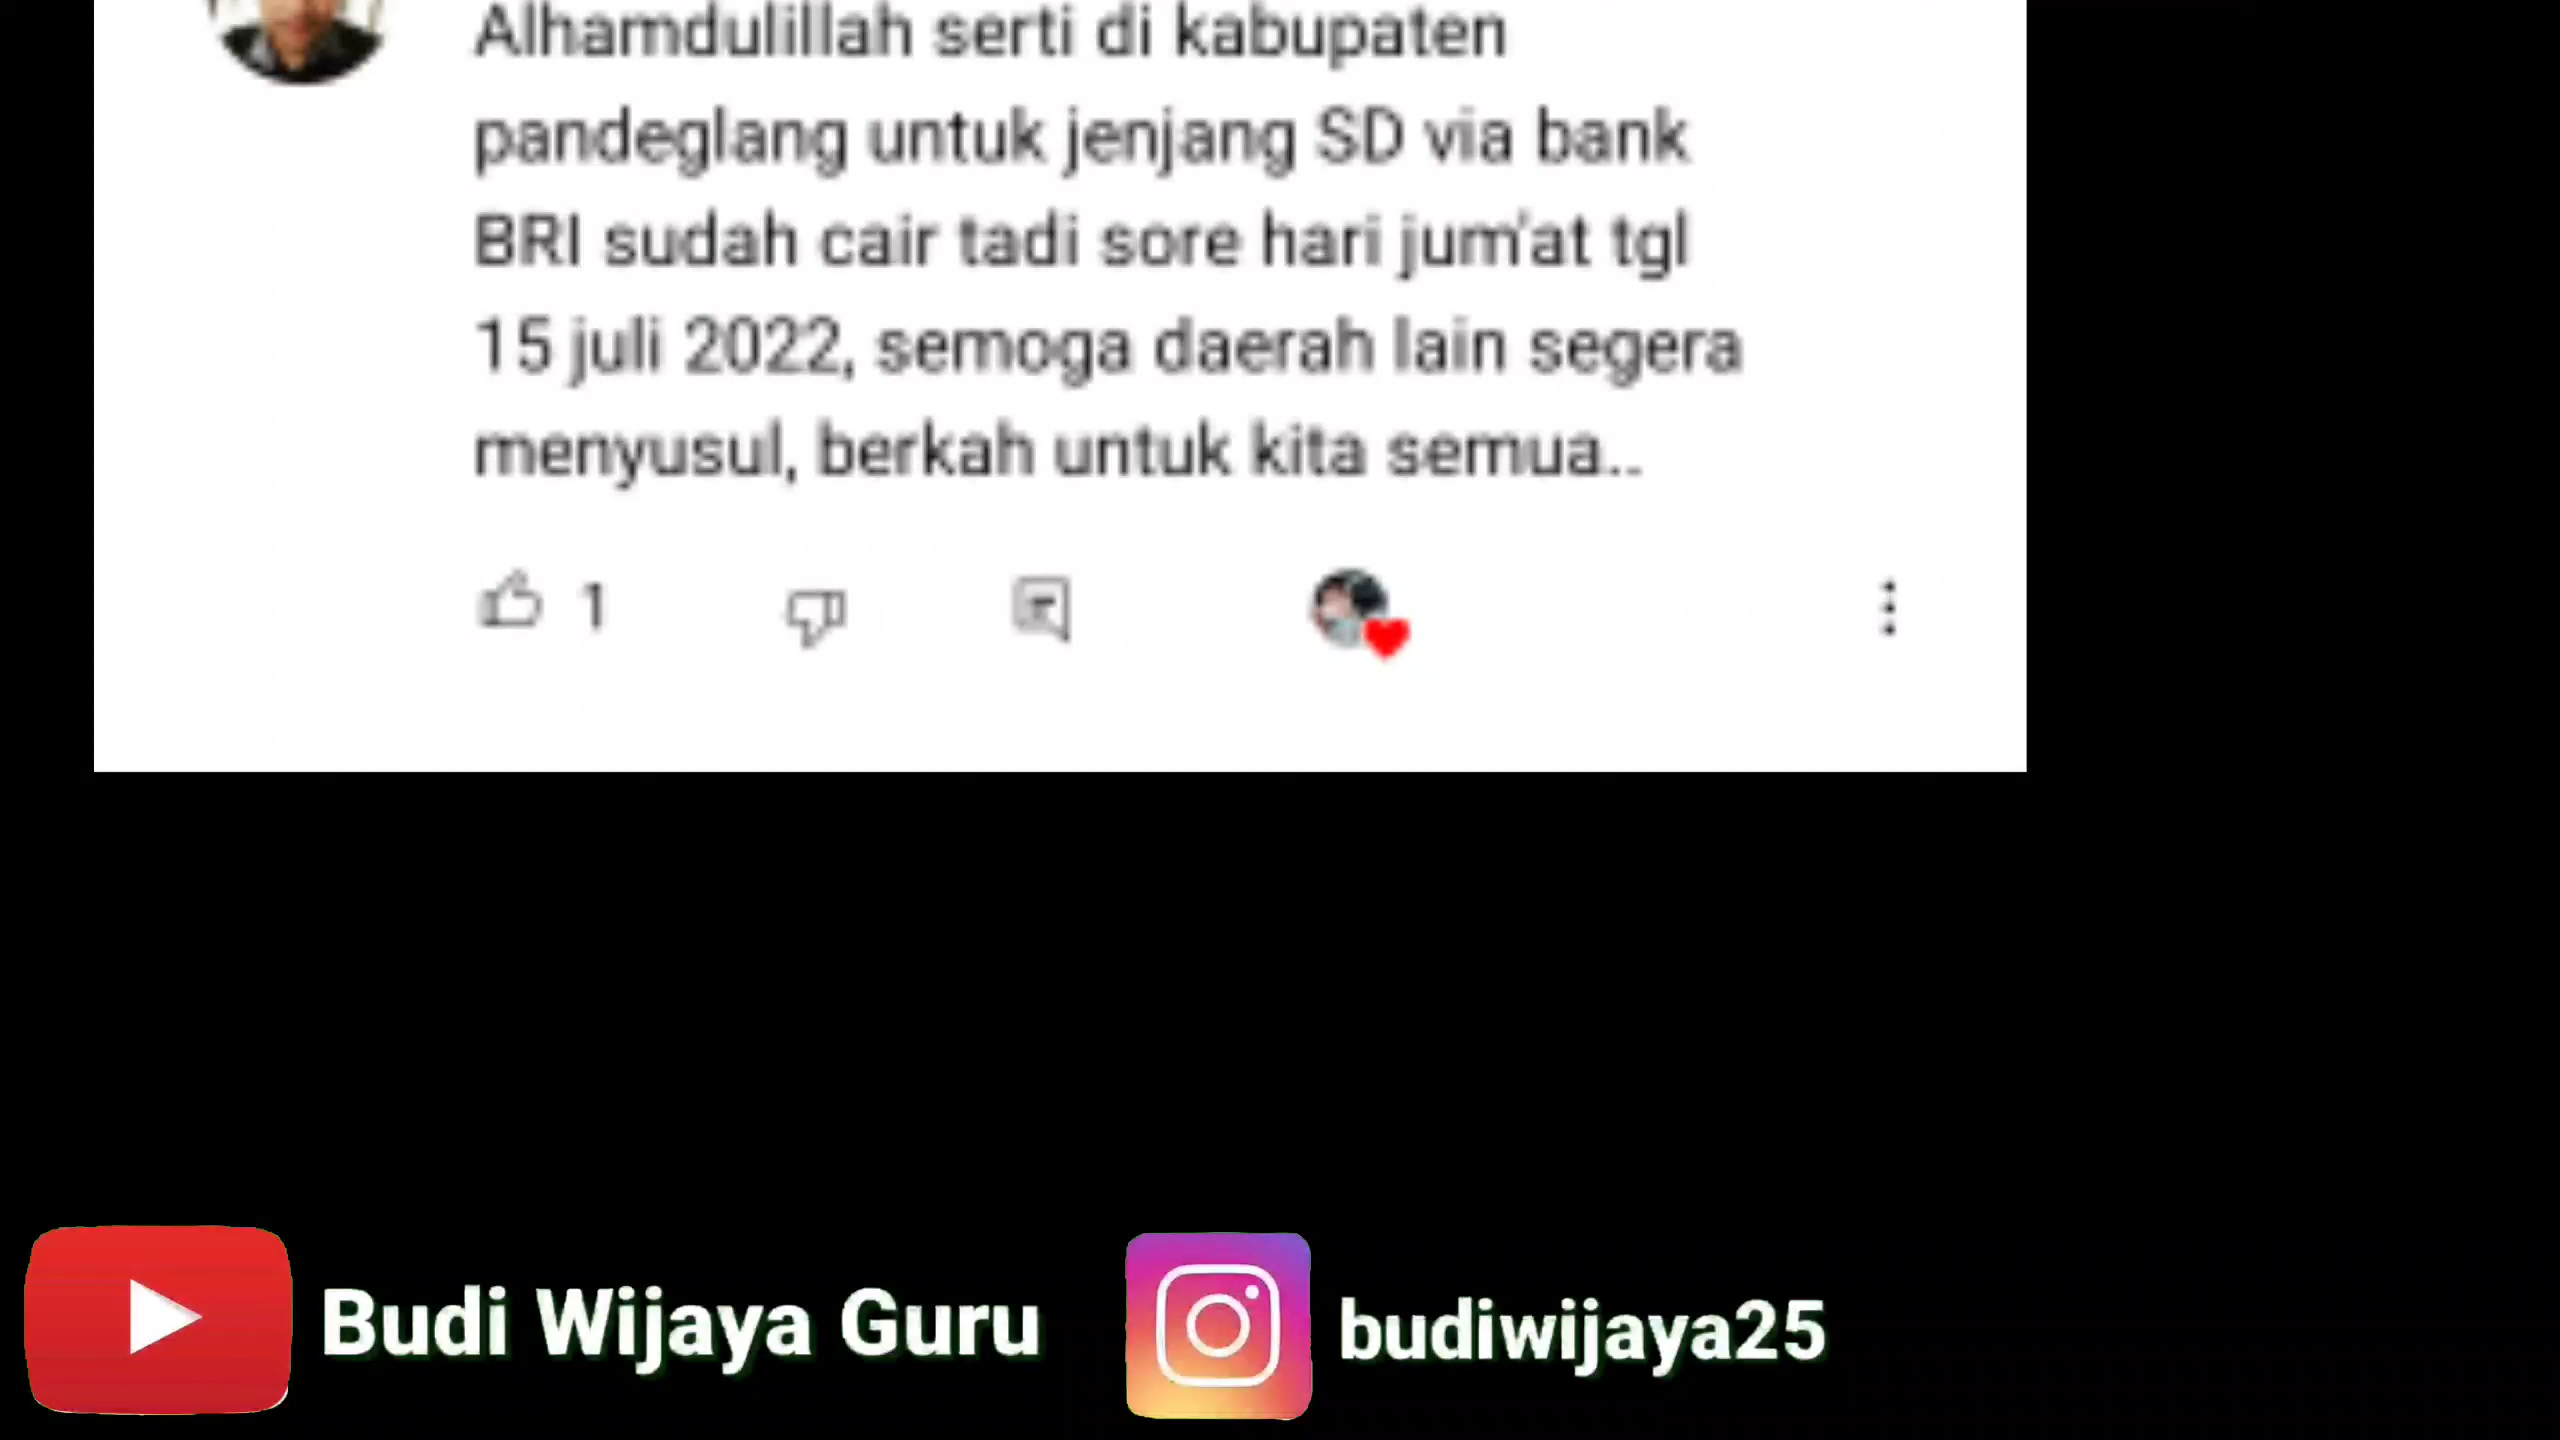 Alhamdulillah serti di kabupaten
pandeglang untuk jenjang SD via bank
BRI sudah cair tadi sore hari jum'at tgl
15 juli 2022, semoga daerah lain segera
menyusul, berkah untuk kita semua..
1
Budi Wijaya Guru
budiwijaya25